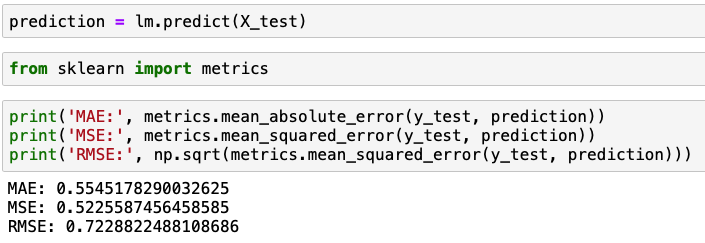 prediction = lm.predict(X_test)
from sklearn import metrics
print('MAE:', metrics.mean_absolute_error(y_test, prediction))
print('MSE:', metrics.mean_squared_error(y_test, prediction))
print('RMSE:', np.sqrt(metrics.mean_squared_error(y_test, prediction)))
MAE: 0.5545178290032625
MSE: 0.5225587456458585
RMSE: 0.7228822488108686